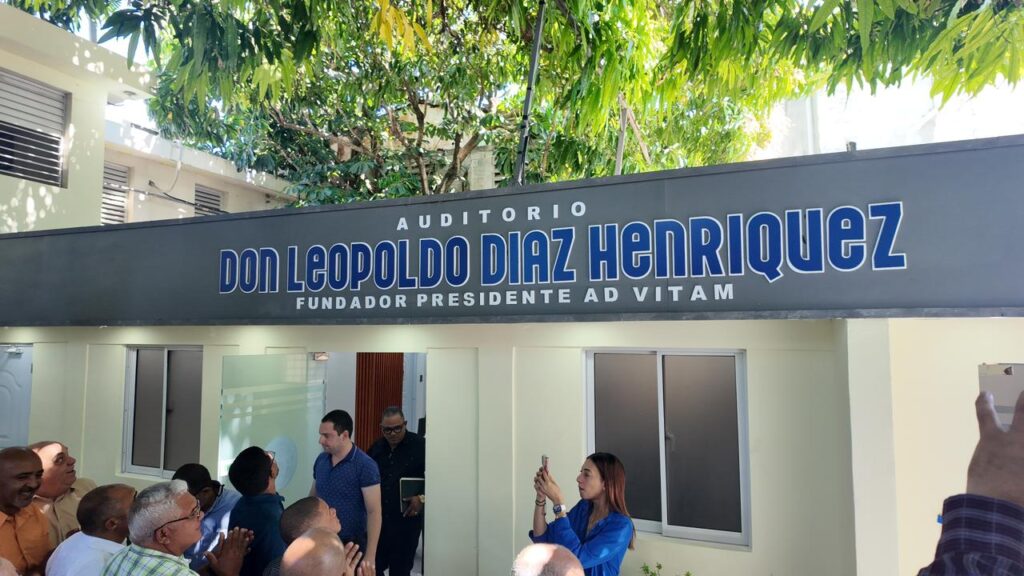 AUDITORIO
DON LEOPOLDO DIAZ HENRIQUEZ
FUNDADOR PRESIDENTE AD VITAM